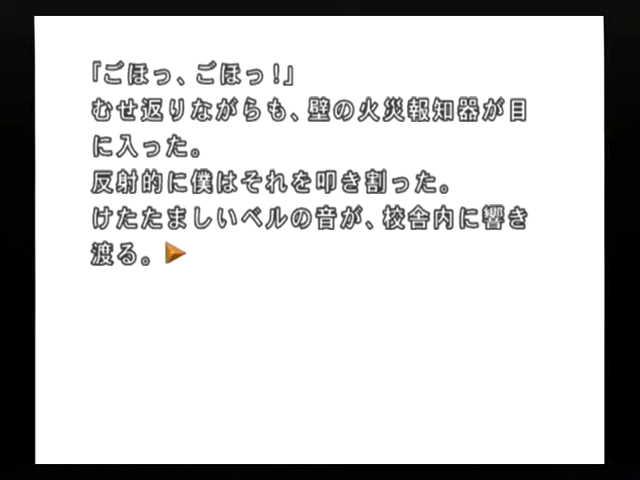 「ごほっ、ごほっ！」
むせ返りながらも、壁の火災報知器が目
に入った。
反射的に僕はそれを叩き割った。
けたたましいベルの音が、校舎内に響き
渡る。